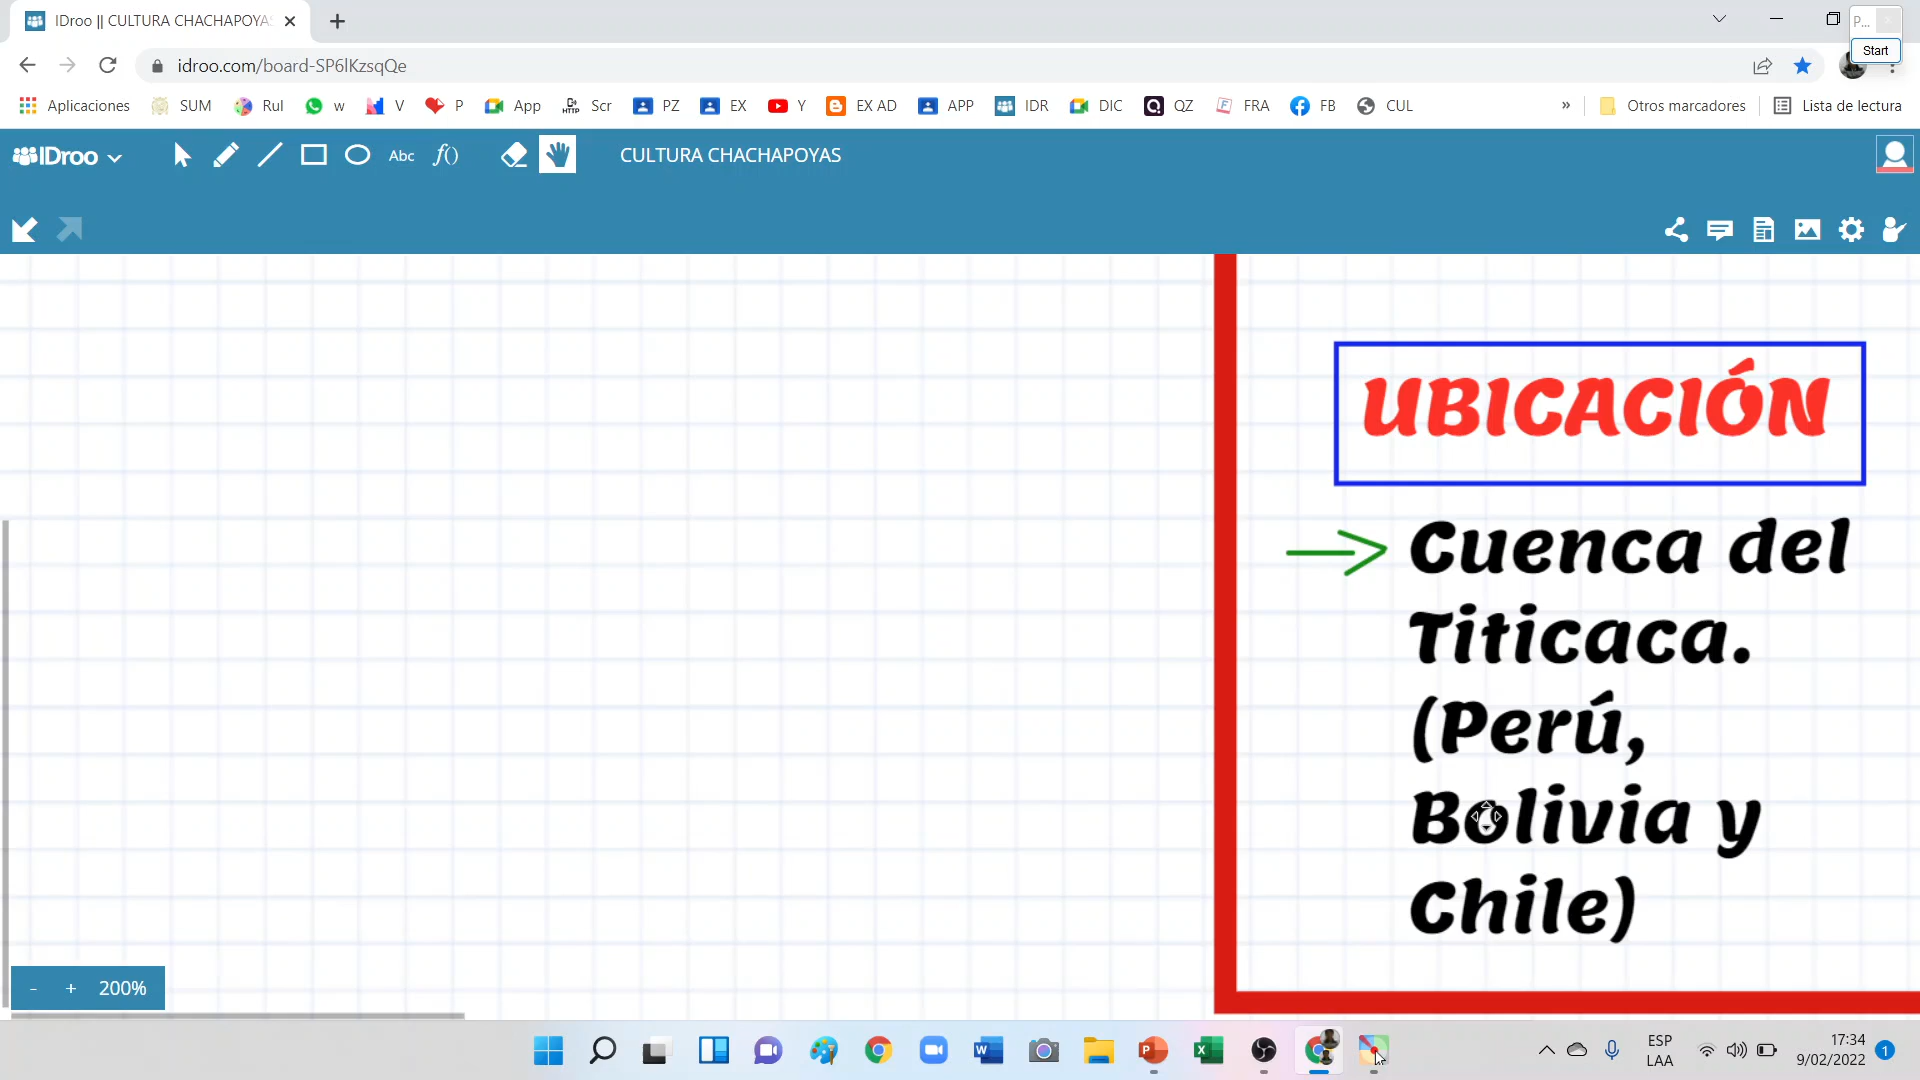 IDroo || CULTURA CHACHAPOYAS
P...
Start
idroo.com/board-SP6lKzsqQe
Aplicaciones SUM Rul w V P App Scr PZ EX Y EX AD APP IDR DIC QZ FRA FB CUL » Otros marcadores Lista de lectura
IDroo Abc f() CULTURA CHACHAPOYAS
UBICACIÓN
Cuenca del
Titicaca.
(Perú,
Bolivia y
Chile)
- + 200%
ESP
LAA
17:34
9/02/2022
1